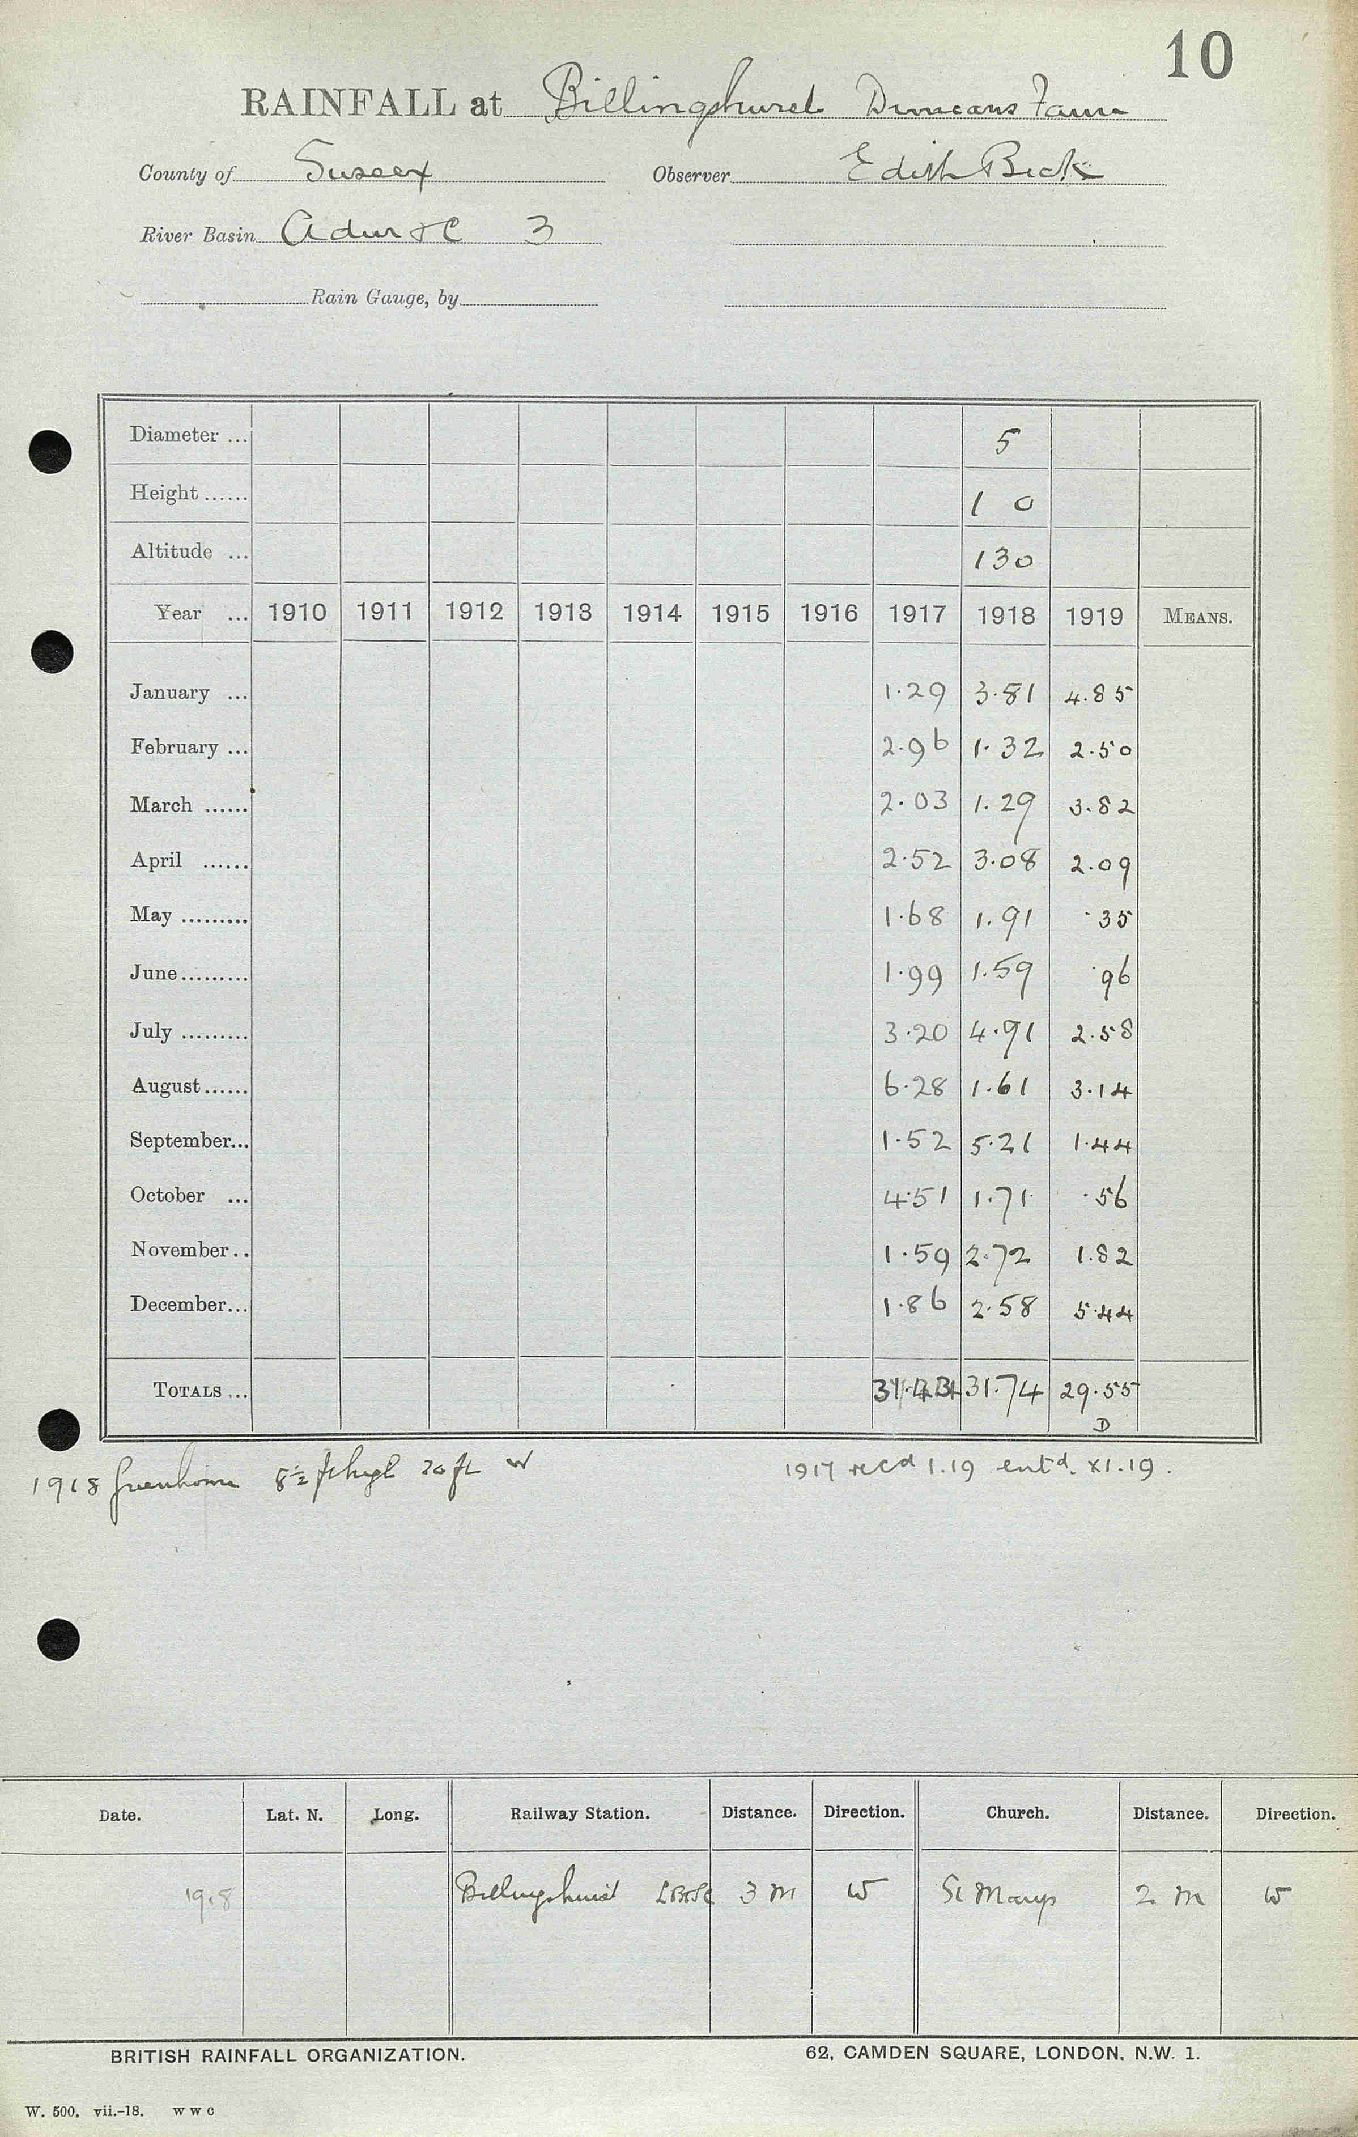 10
RAINFALL at Billingshurst Duncans Farm
County of Sussex Observer Edith Beck
River Basin Adur &c 3
Rain Gauge, by
Diameter ... 5
Height ...... 1 0
Altitude ... 130
Year ... 1910 1911 1912 1913 1914 1915 1916 1917 1918 1919 MEANS.
January ... 1.29 3.81 4.85
February ... 2.96 1.32 2.50
March ...... 2.03 1.29 3.82
April ...... 2.52 3.08 2.09
May ......... 1.68 1.91 .35
June ......... 1.99 1.59 .96
July ......... 3.20 4.91 2.58
August ...... 6.28 1.61 3.14
September... 1.52 5.21 1.44
October ... 4.51 1.71 .56
November .. 1.59 2.72 1.82
December... 1.86 2.58 5.44
TOTALS ... 31.74 29.55
D
1918 Greenhouse 8½ ft high 20 ft W 1917 recd 1.19 entd. XI.19.
Date. Lat. N. Long. Railway Station. Distance. Direction. Church. Distance. Direction.
1918 Billingshurst LB&SC 3 m W St Marys 2 m W
BRITISH RAINFALL ORGANIZATION. 62, CAMDEN SQUARE, LONDON, N.W. 1.
W. 500. vii.-18. W W C